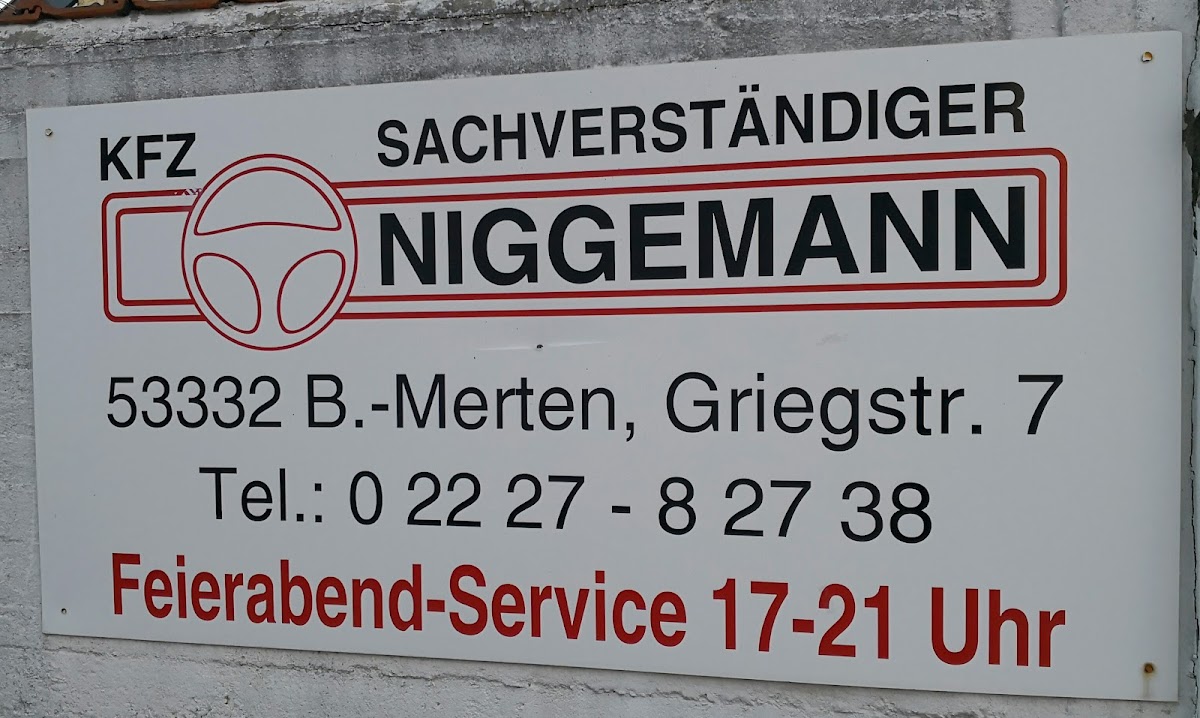 KFZ SACHVERSTÄNDIGER
NIGGEMANN
53332 B.-Merten, Griegstr. 7
Tel.: 0 22 27 - 8 27 38
Feierabend-Service 17-21 Uhr